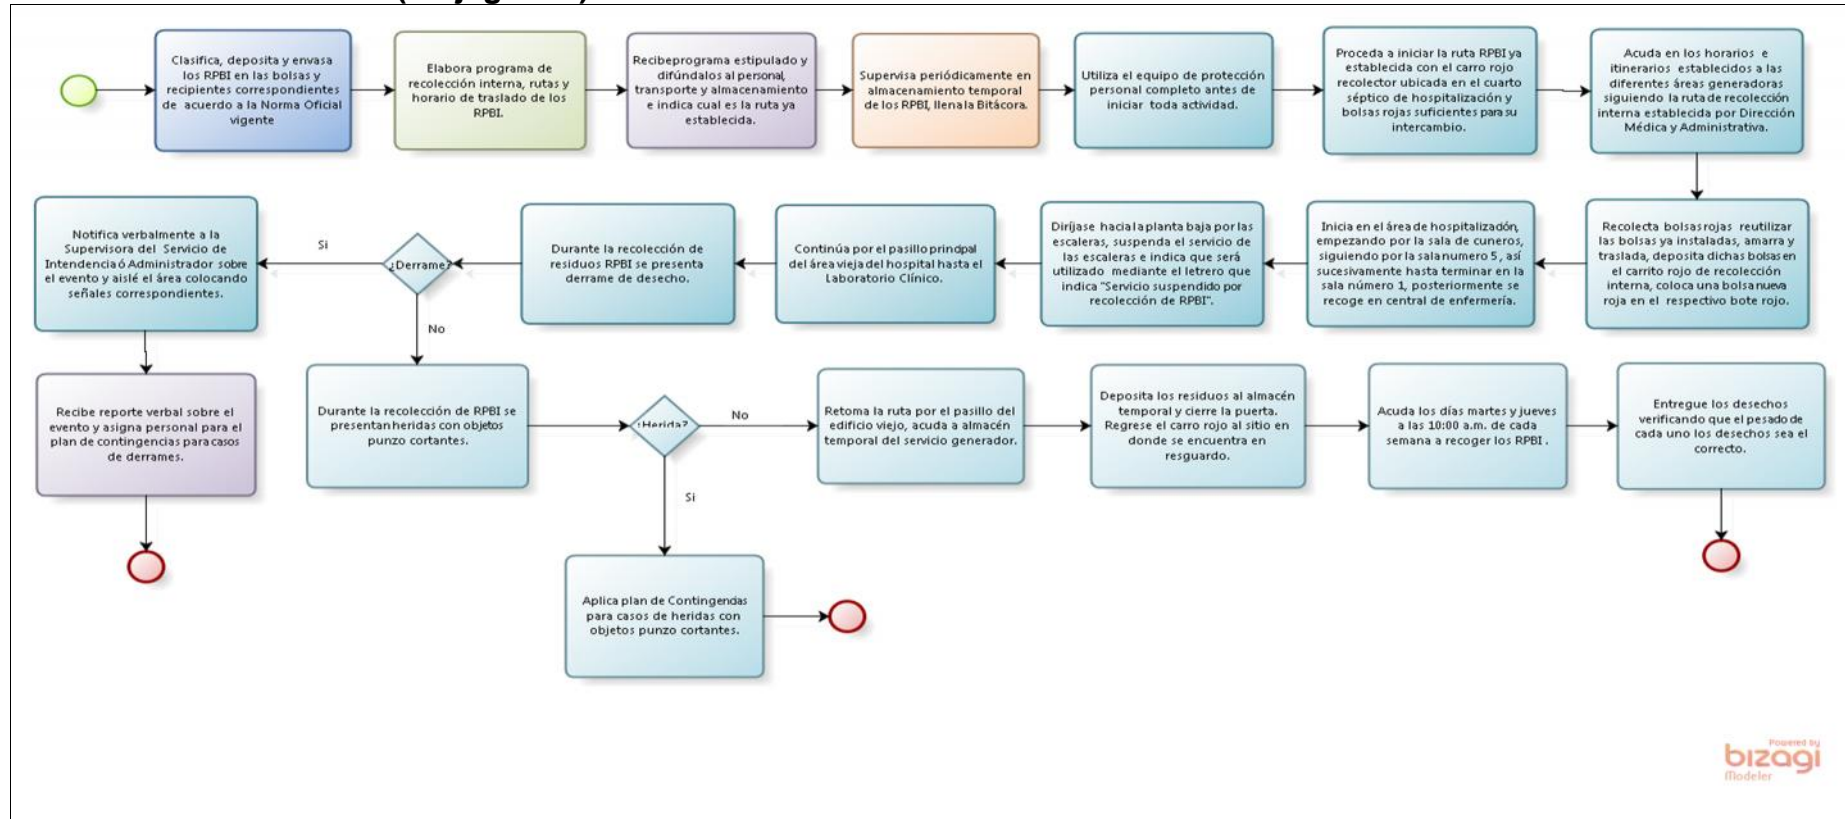 Clasifica, deposita y envasa
los RPBI en las bolsas y
recipientes correspondientes
de acuerdo a la Norma Oficial
vigente
Elabora programa de
recolección interna, rutas y
horario de traslado de los
RPBI.
Recibeprograma estipulado y
difúndalos al personal,
transporte y almacenamiento
e indica cual es la ruta ya
establecida.
Supervisa periódicamente en
almacenamiento temporal
de los RPBI, llena la Bitácora.
Utiliza el equipo de protección
personal completo antes de
iniciar toda actividad.
Proceda a iniciar la ruta RPBI ya
establecida con el carro rojo
recolector ubicada en el cuarto
séptico de hospitalización y
bolsas rojas suficientes para su
intercambio.
Acuda en los horarios e
itinerarios establecidos a las
diferentes áreas generadoras
siguiendo la ruta de recolección
interna establecida por Dirección
Médica y Administrativa.
Recolecta bolsas rojas reutilizar
las bolsas ya instaladas, amarra y
traslada, deposita dichas bolsas en
el carrito rojo de recolección
interna, coloca una bolsa nueva
roja en el respectivo bote rojo.
Inicia en el área de hospitalización,
empezando por la sala de cuneros,
siguiendo por la sala numero 5, así
sucesivamente hasta terminar en la
sala número 1, posteriormente se
recoge en central de enfermería.
Diríjase hacia la planta baja por las
escaleras, suspenda el servicio de
las escaleras e indica que será
utilizado mediante el letrero que
indica "Servicio suspendido por
recolección de RPBI".
Continúa por el pasillo principal
del área vieja del hospital hasta el
Laboratorio Clínico.
Durante la recolección de
residuos RPBI se presenta
derrame de desecho.
¿Derrame?
Si
No
Notifica verbalmente a la
Supervisora del Servicio de
Intendencia ó Administrador sobre
el evento y aislé el área colocando
señales correspondientes.
Recibe reporte verbal sobre el
evento y asigna personal para el
plan de contingencias para casos
de derrames.
Durante la recolección de RPBI se
presentan heridas con objetos
punzo cortantes.
¿Herida?
No
Si
Retoma la ruta por el pasillo del
edificio viejo, acuda a almacén
temporal del servicio generador.
Deposita los residuos al almacén
temporal y cierre la puerta.
Regrese el carro rojo al sitio en
donde se encuentra en
resguardo.
Acuda los días martes y jueves
a las 10:00 a.m. de cada
semana a recoger los RPBI .
Entregue los desechos
verificando que el pesado de
cada uno los desechos sea el
correcto.
Aplica plan de Contingencias
para casos de heridas con
objetos punzo cortantes.
Powered by
bizagi
Modeler